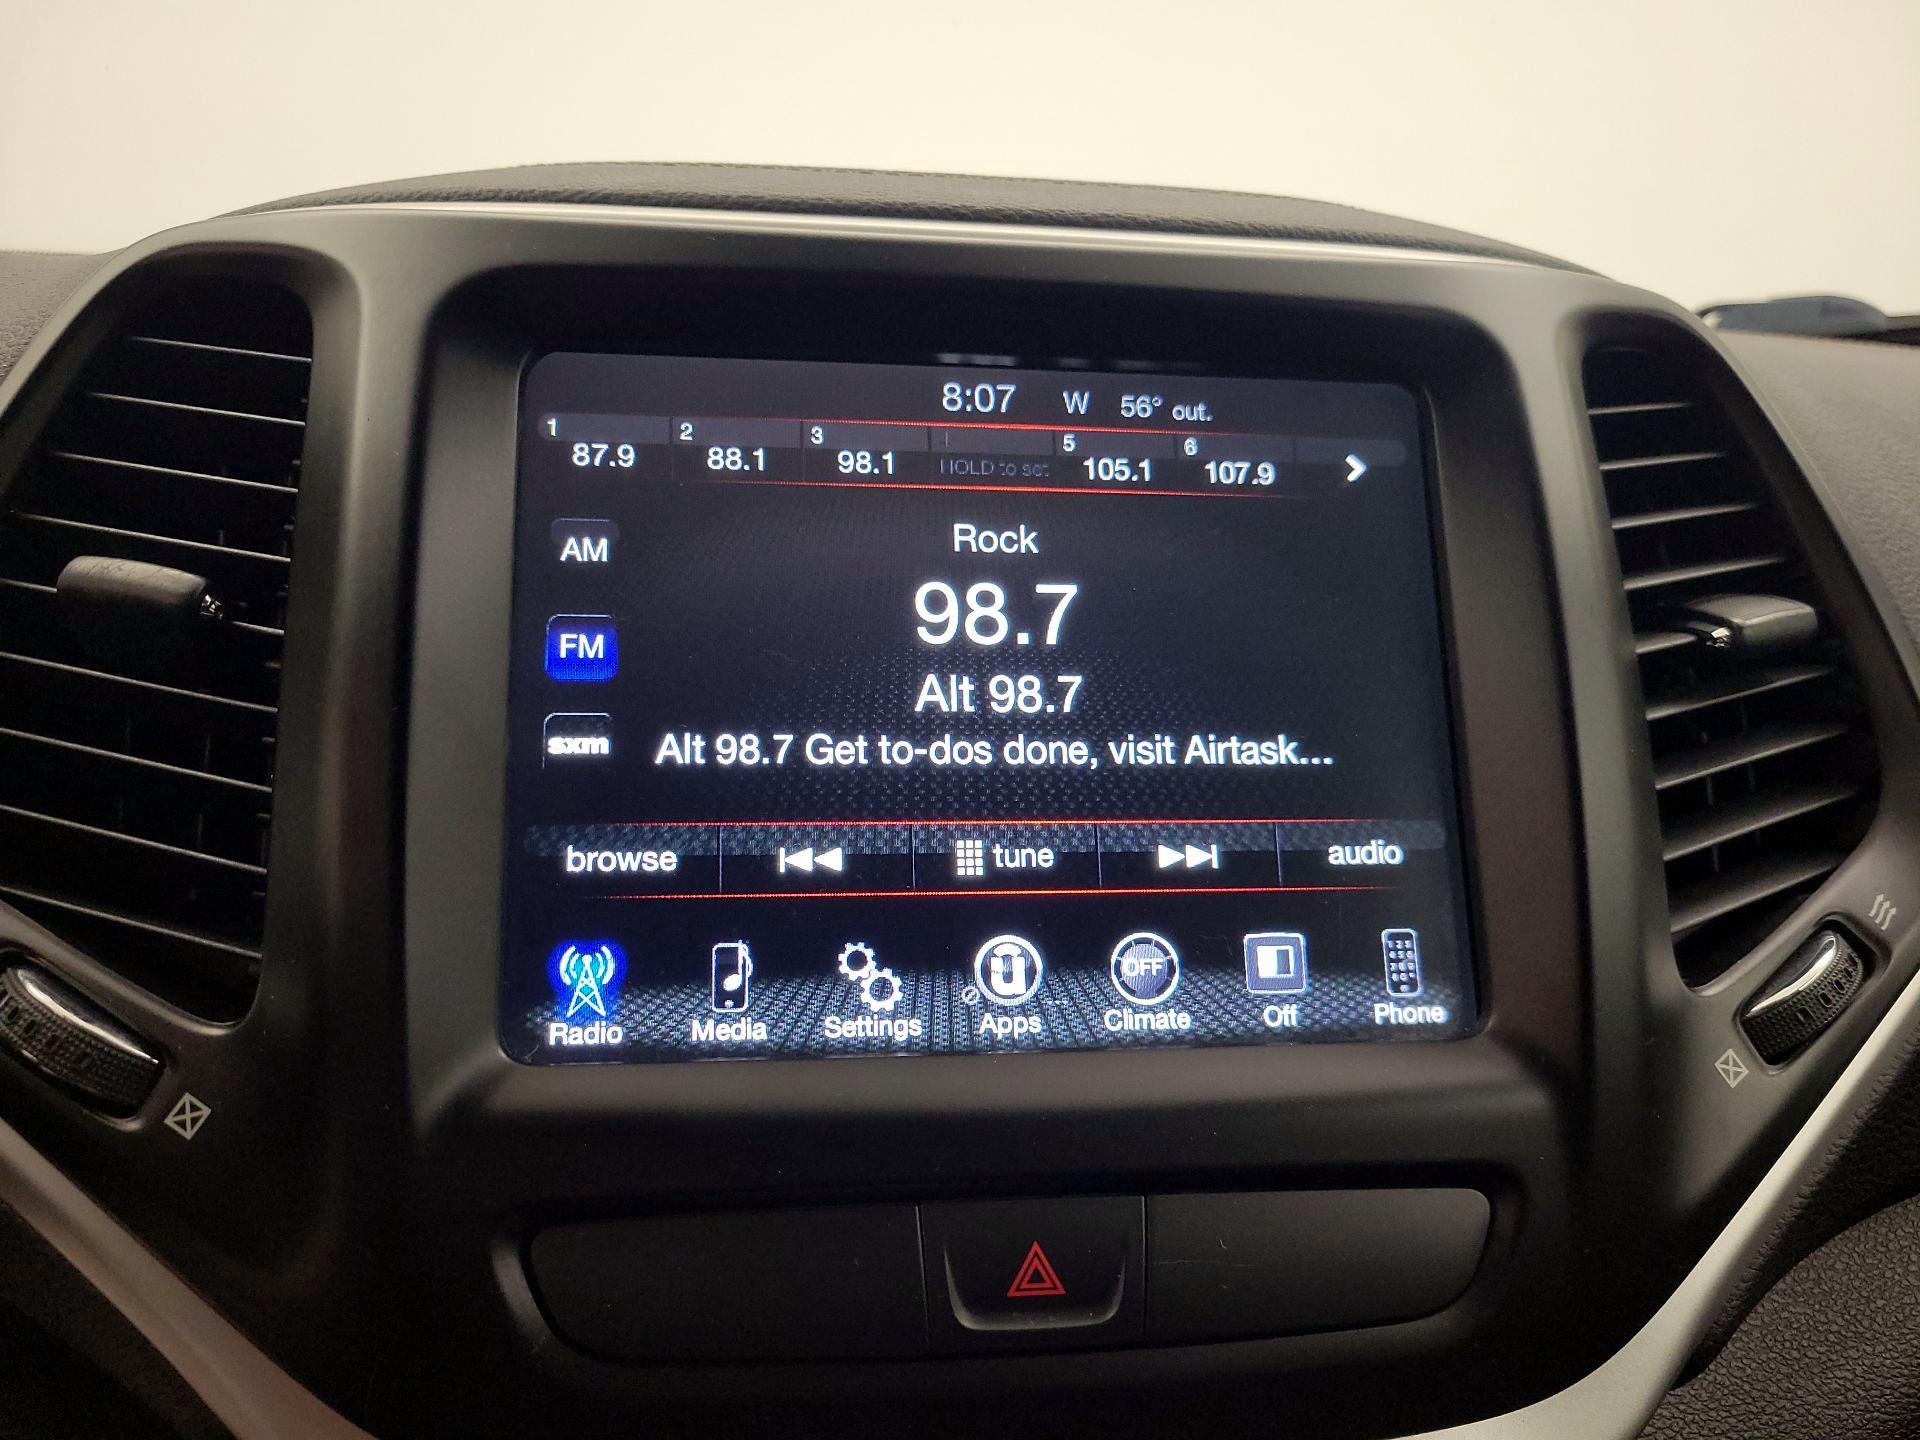 8:07 W 56° out.
1 2 3 4 5 6
87.9 88.1 98.1 HOLD to set 105.1 107.9
AM
Rock
98.7
FM
Alt 98.7
sxm
Alt 98.7 Get to-dos done, visit Airtask...
browse tune audio
OFF
Radio Media Settings Apps Climate Off Phone